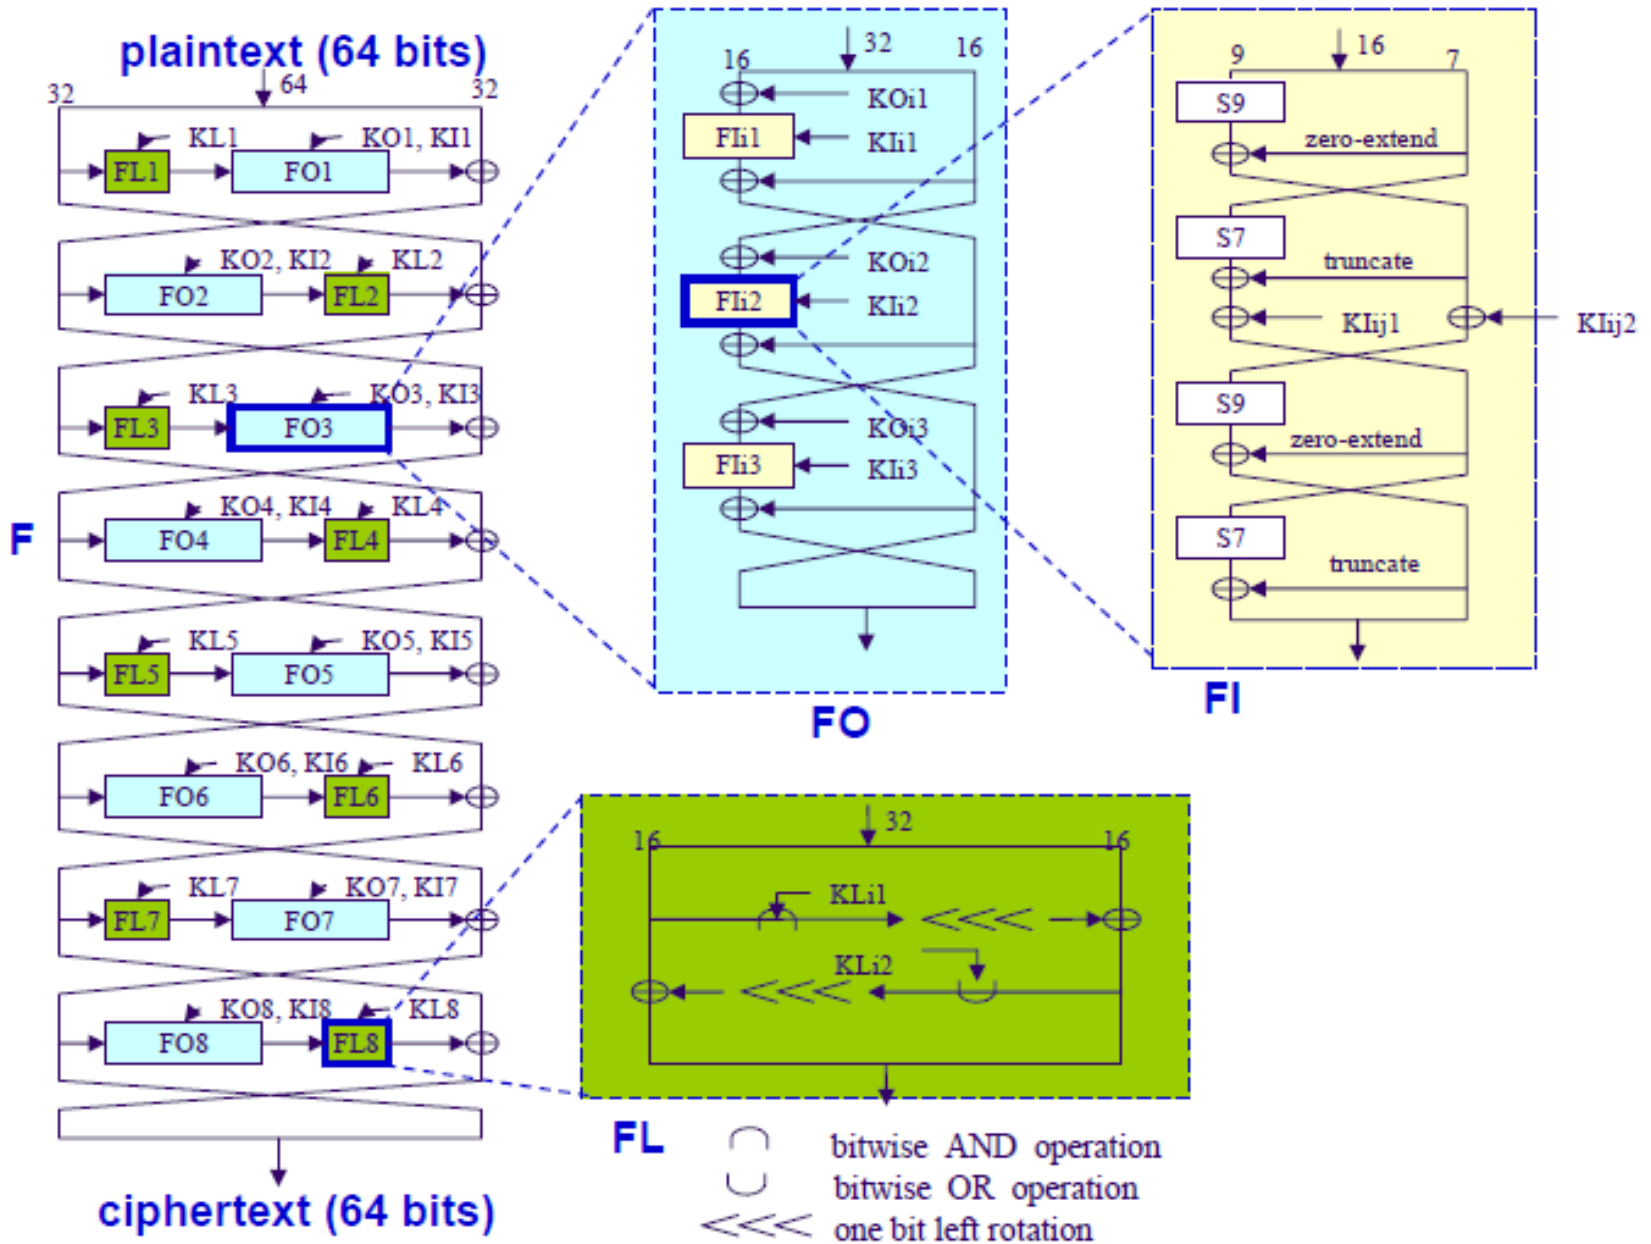 plaintext (64 bits)
32 64 32
KL1 KO1, KI1
FL1 FO1
KO2, KI2 KL2
FO2 FL2
KL3 KO3, KI3
FL3 FO3
KO4, KI4 KL4
F FO4 FL4
KL5 KO5, KI5
FL5 FO5
KO6, KI6 KL6
FO6 FL6
KL7 KO7, KI7
FL7 FO7
KO8, KI8 KL8
FO8 FL8
ciphertext (64 bits)
16 32 16
KOi1
FIi1 KIi1
KOi2
FIi2 KIi2
KOi3
FIi3 KIi3
FO
9 16 7
S9
zero-extend
S7
truncate
KIij1 KIij2
S9
zero-extend
S7
truncate
FI
32
16 16
KLi1
KLi2
FL
bitwise AND operation
bitwise OR operation
one bit left rotation